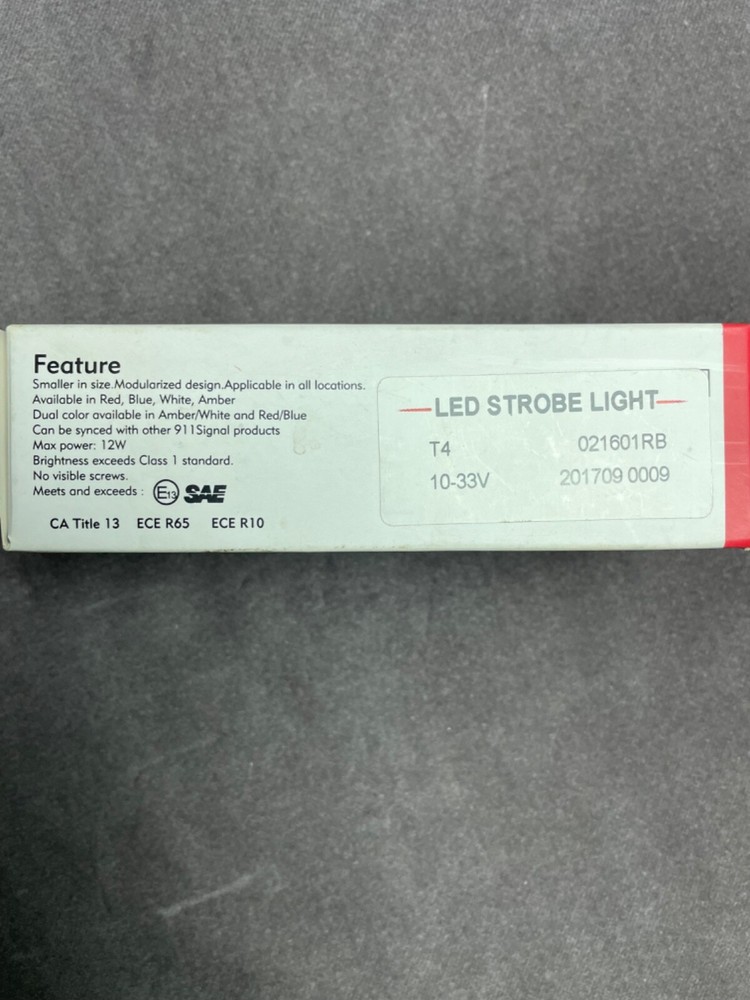 Feature
Smaller in size.Modularized design.Applicable in all locations.
Available in Red, Blue, White, Amber
Dual color available in Amber/White and Red/Blue
Can be synced with other 911Signal products
Max power: 12W
Brightness exceeds Class 1 standard.
No visible screws.
Meets and exceeds : E13 SAE
CA Title 13 ECE R65 ECE R10
LED STROBE LIGHT
T4 021601RB
10-33V 201709 0009